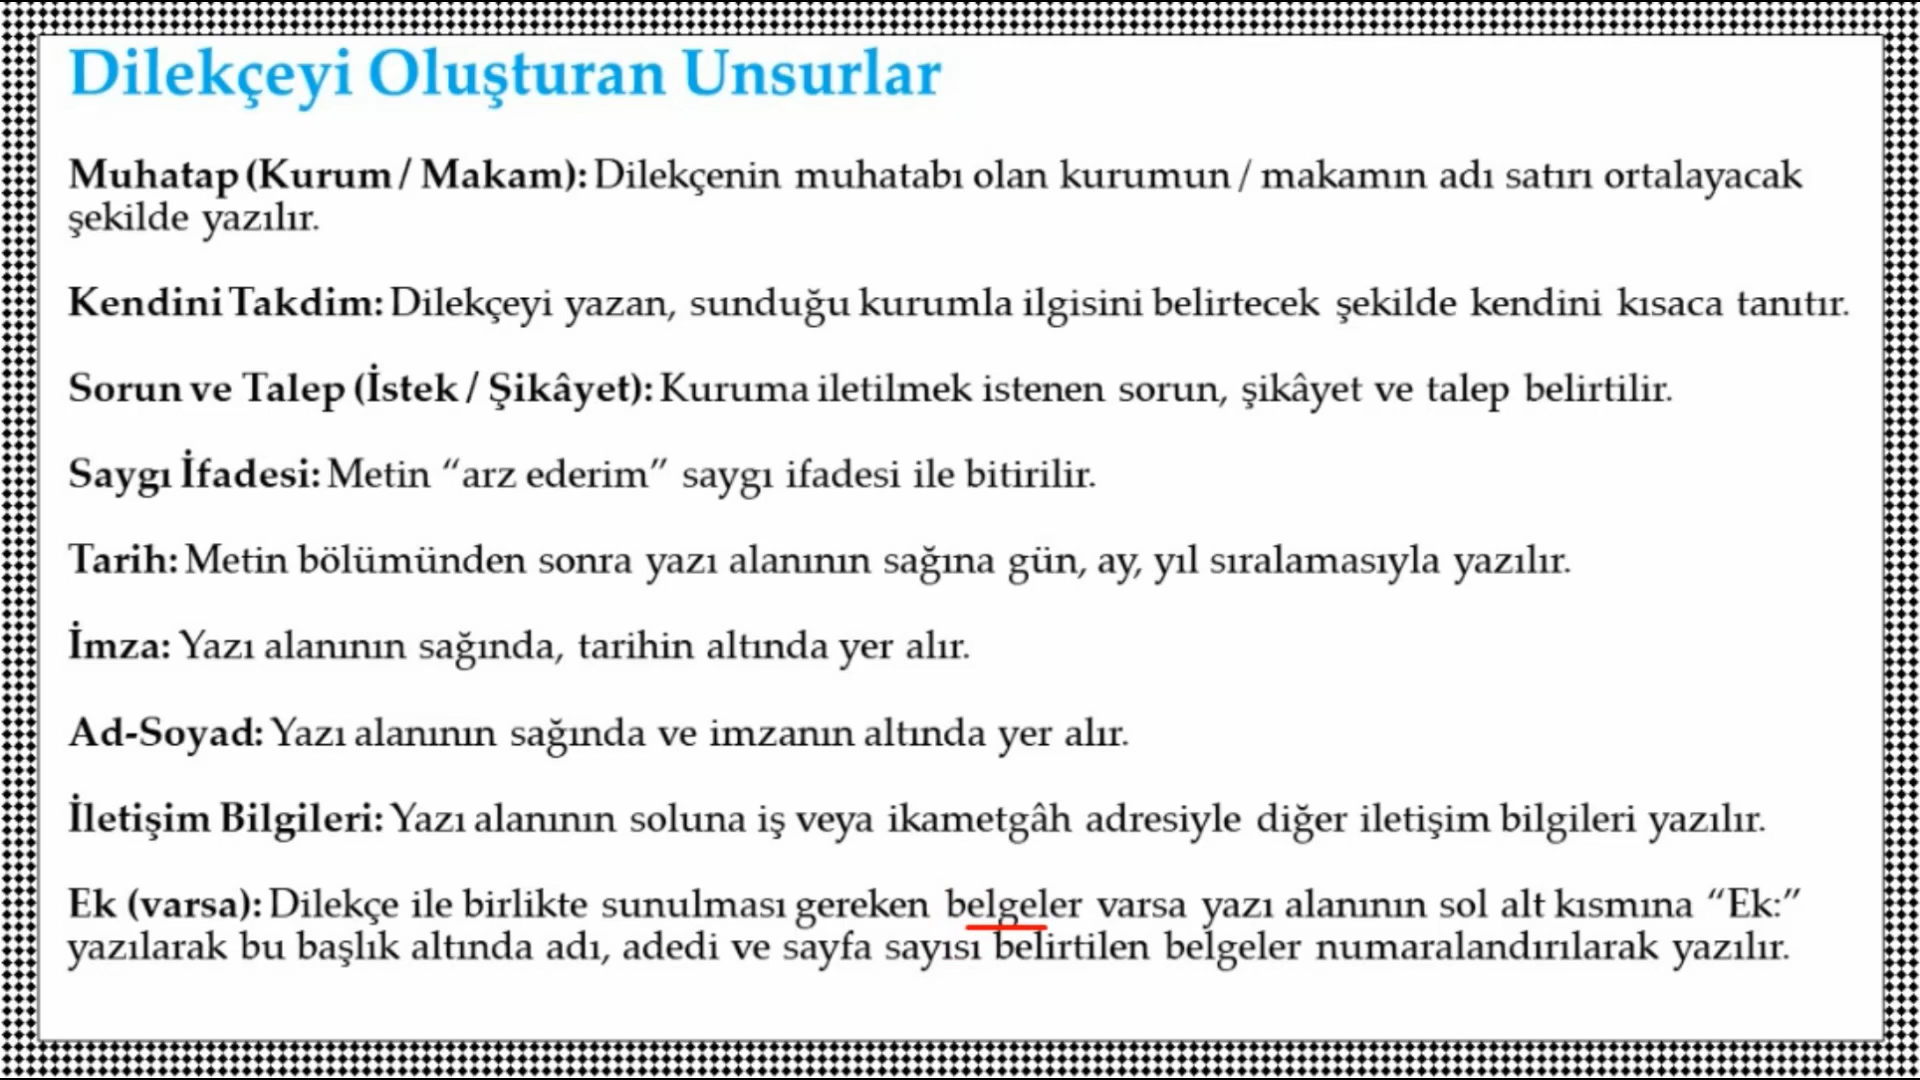 Dilekçeyi Oluşturan Unsurlar
Muhatap (Kurum / Makam): Dilekçenin muhatabı olan kurumun / makamın adı satırı ortalayacak
şekilde yazılır.
Kendini Takdim: Dilekçeyi yazan, sunduğu kurumla ilgisini belirtecek şekilde kendini kısaca tanıtır.
Sorun ve Talep (İstek / Şikâyet): Kuruma iletilmek istenen sorun, şikâyet ve talep belirtilir.
Saygı İfadesi: Metin “arz ederim” saygı ifadesi ile bitirilir.
Tarih: Metin bölümünden sonra yazı alanının sağına gün, ay, yıl sıralamasıyla yazılır.
İmza: Yazı alanının sağında, tarihin altında yer alır.
Ad-Soyad: Yazı alanının sağında ve imzanın altında yer alır.
İletişim Bilgileri: Yazı alanının soluna iş veya ikametgâh adresiyle diğer iletişim bilgileri yazılır.
Ek (varsa): Dilekçe ile birlikte sunulması gereken belgeler varsa yazı alanının sol alt kısmına “Ek:”
yazılarak bu başlık altında adı, adedi ve sayfa sayısı belirtilen belgeler numaralandırılarak yazılır.